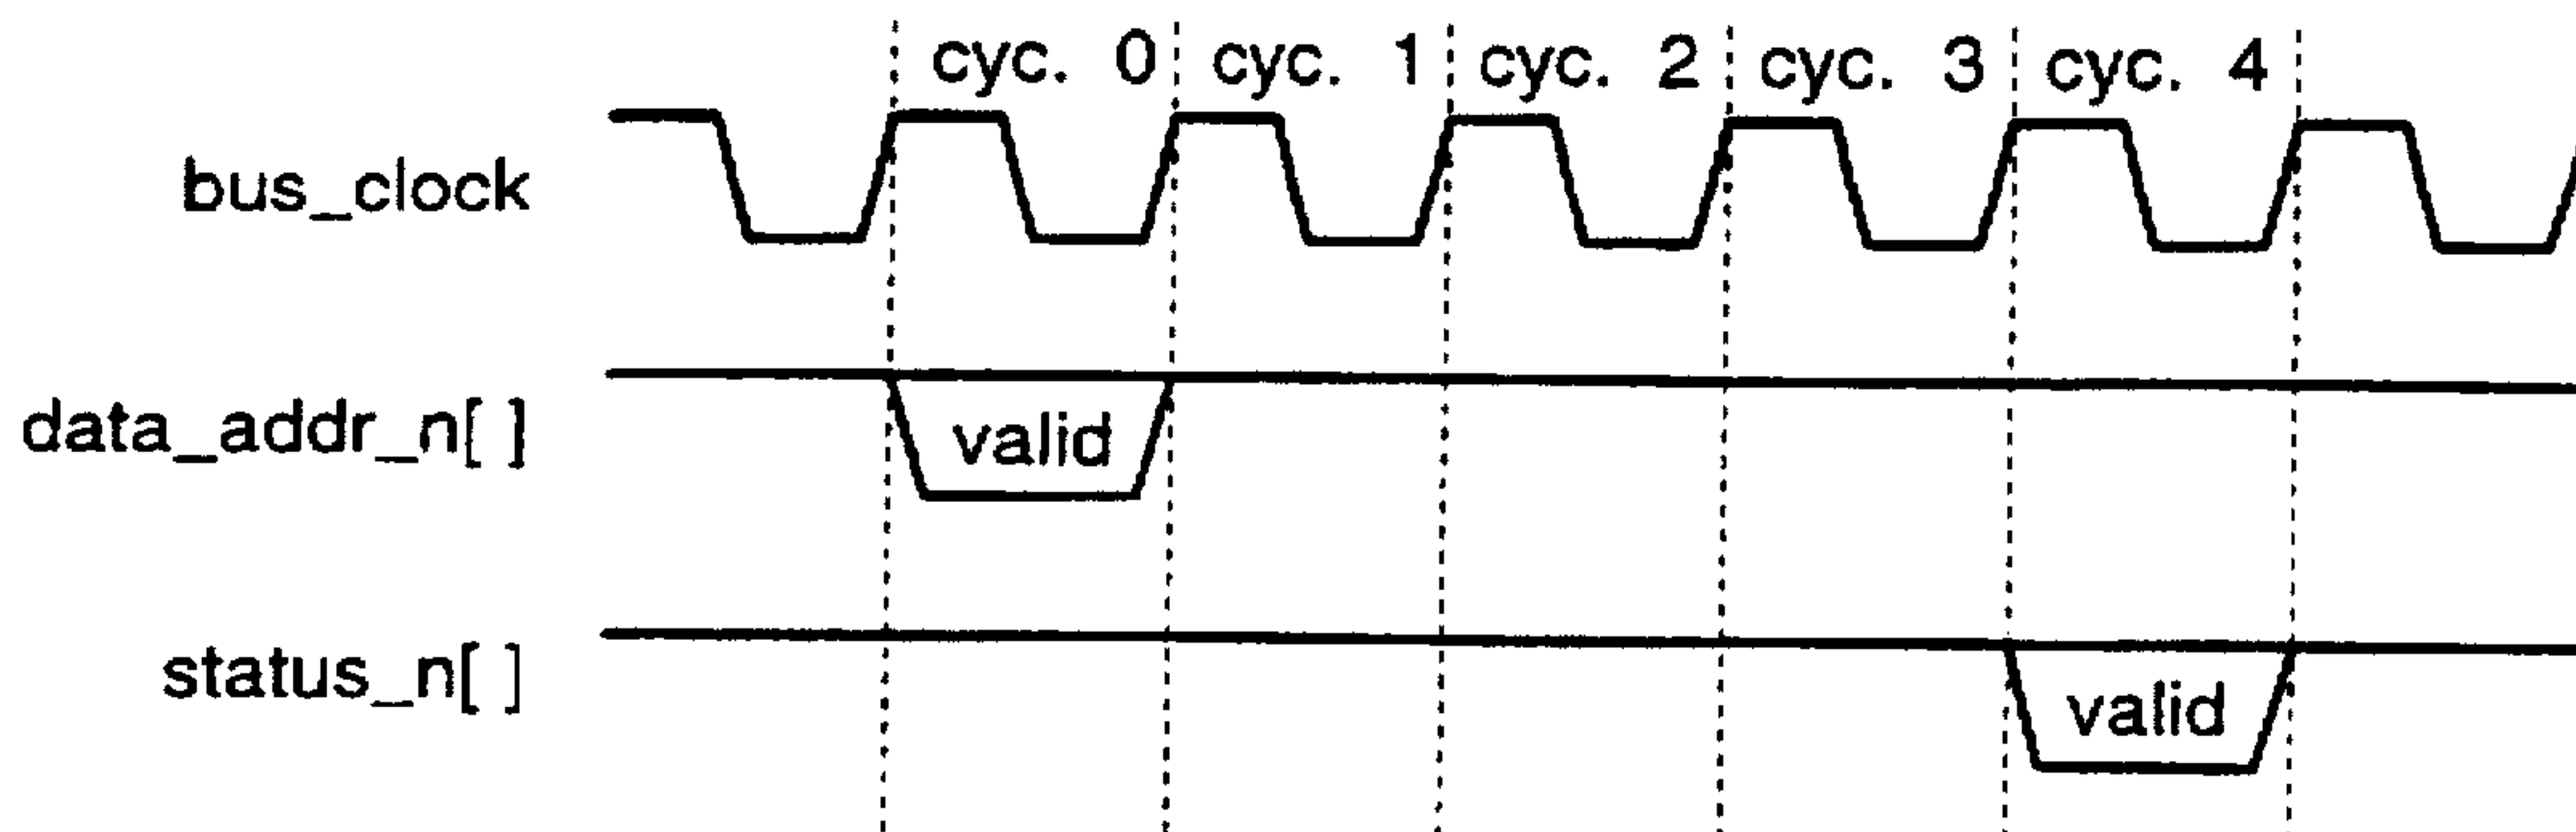 cyc. 0 cyc. 1 cyc. 2 cyc. 3 cyc. 4
bus_clock
data_addr_n[ ]
valid
status_n[ ]
valid